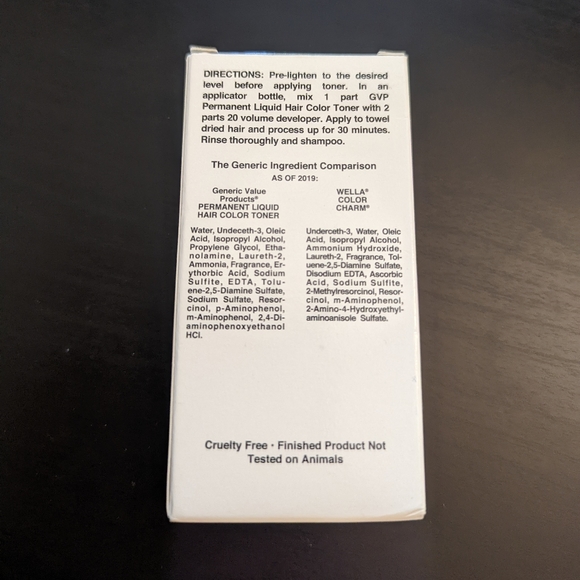 DIRECTIONS: Pre-lighten to the desired
level before applying toner. In an
applicator bottle, mix 1 part GVP
Permanent Liquid Hair Color Toner with 2
parts 20 volume developer. Apply to towel
dried hair and process up for 30 minutes.
Rinse thoroughly and shampoo.
The Generic Ingredient Comparison
AS OF 2019:
Generic Value
Products®
PERMANENT LIQUID
HAIR COLOR TONER
Water, Undeceth-3, Oleic
Acid, Isopropyl Alcohol,
Propylene Glycol, Etha-
nolamine, Laureth-2,
Ammonia, Fragrance, Er-
ythorbic Acid, Sodium
Sulfite, EDTA, Tolu-
ene-2,5-Diamine Sulfate,
Sodium Sulfate, Resor-
cinol, p-Aminophenol,
m-Aminophenol, 2,4-Di-
aminophenoxyethanol
HCl.
WELLA®
COLOR
CHARM®
Underceth-3, Water, Oleic
Acid, Isopropyl Alcohol,
Ammonium Hydroxide,
Laureth-2, Fragrance, Tol-
uene-2,5-Diamine Sulfate,
Disodium EDTA, Ascorbic
Acid, Sodium Sulfite,
2-Methylresorcinol, Resor-
cinol, m-Aminophenol,
2-Amino-4-Hydroxyethyl-
aminoanisole Sulfate.
Cruelty Free · Finished Product Not
Tested on Animals